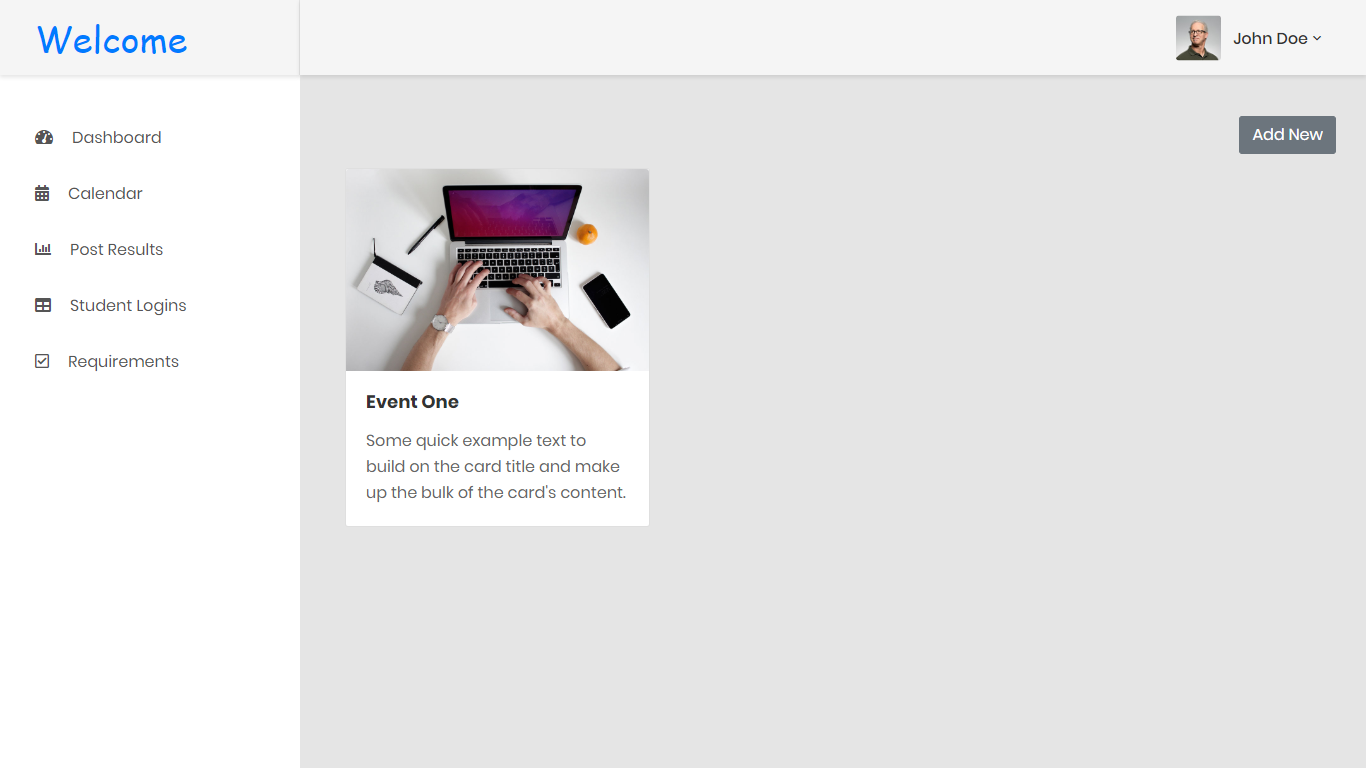 Welcome
John Doe
Dashboard
Calendar
Post Results
Student Logins
Requirements
Add New
Event One
Some quick example text to
build on the card title and make
up the bulk of the card's content.